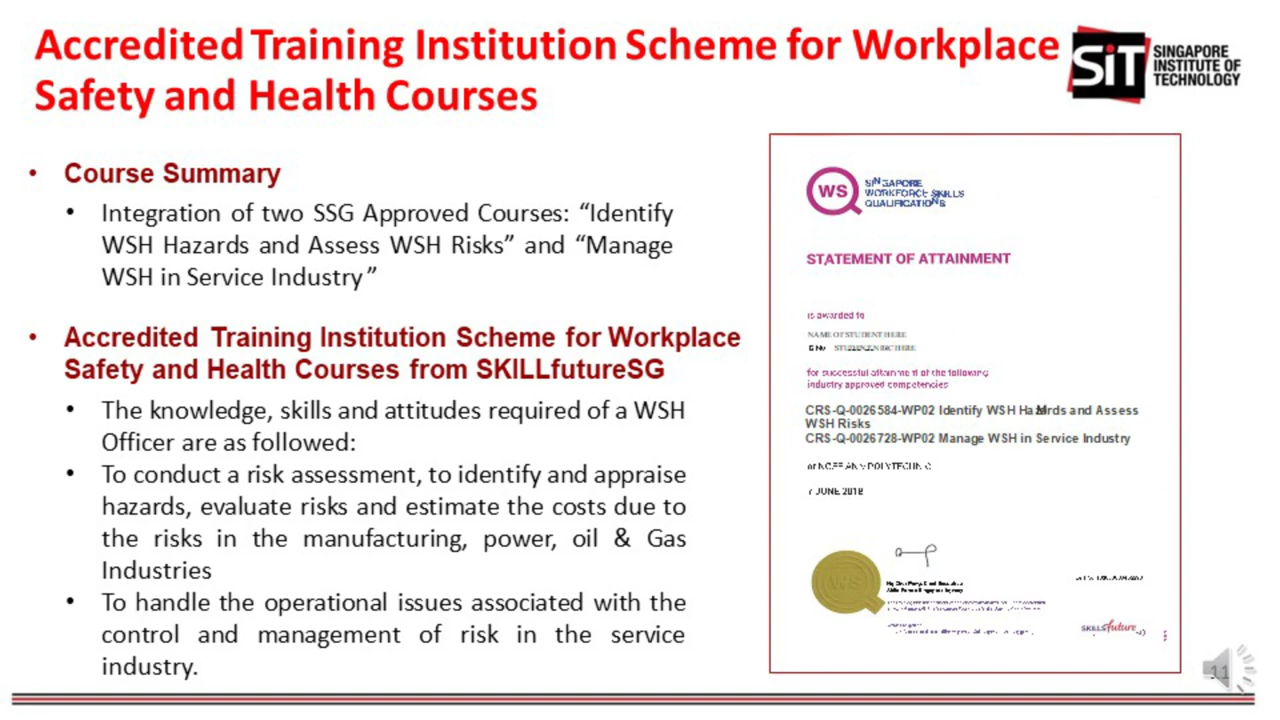 Accredited Training Institution Scheme for Workplace
Safety and Health Courses
SiT
SINGAPORE
INSTITUTE OF
TECHNOLOGY
• Course Summary
• Integration of two SSG Approved Courses: “Identify
WSH Hazards and Assess WSH Risks” and “Manage
WSH in Service Industry”
• Accredited Training Institution Scheme for Workplace
Safety and Health Courses from SKILLfutureSG
• The knowledge, skills and attitudes required of a WSH
Officer are as followed:
• To conduct a risk assessment, to identify and appraise
hazards, evaluate risks and estimate the costs due to
the risks in the manufacturing, power, oil & Gas
Industries
• To handle the operational issues associated with the
control and management of risk in the service
industry.
WS
SINGAPORE
WORKFORCE SKILLS
QUALIFICATIONS
STATEMENT OF ATTAINMENT
is awarded to
NAME OF STUDENT HERE
for successful attainment of the following
industry approved competencies
CRS-Q-0026584-WP02 Identify WSH Hazards and Assess
WSH Risks
CRS-Q-0026728-WP02 Manage WSH in Service Industry
7 JUNE 2018
WS
SKILLSfuture
11